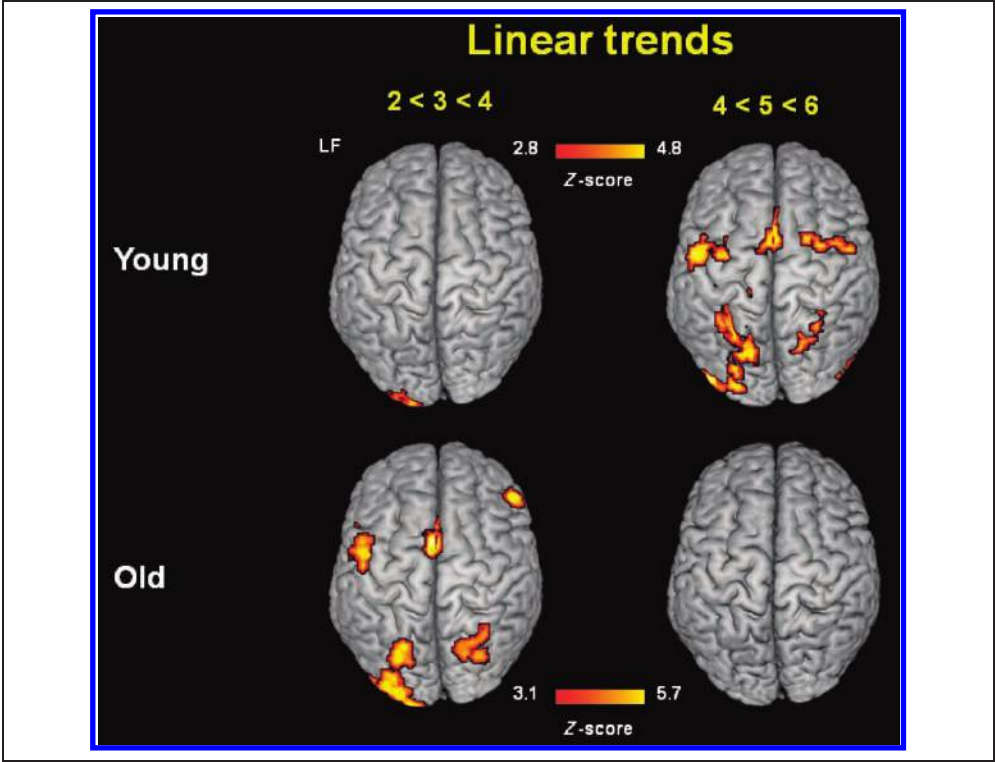 Linear trends
2 < 3 < 4
4 < 5 < 6
LF
2.8
4.8
Z-score
Young
Old
3.1
5.7
Z-score